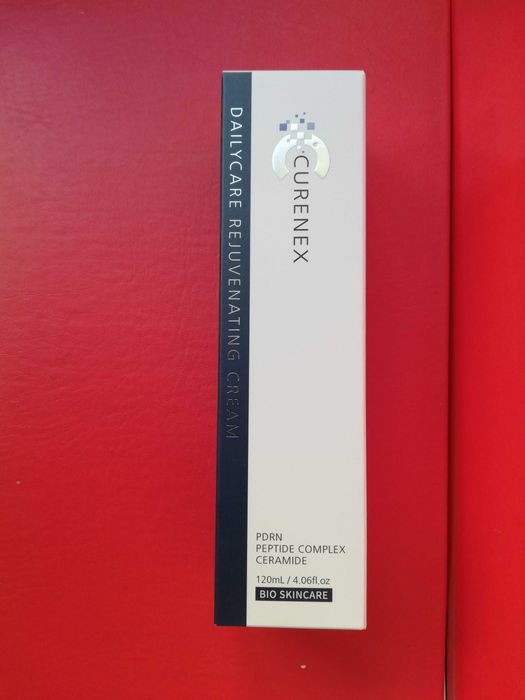 DAILYCARE REJUVENATING CREAM
CURENEX
PDRN
PEPTIDE COMPLEX
CERAMIDE
120mL / 4.06fl.oz
BIO SKINCARE